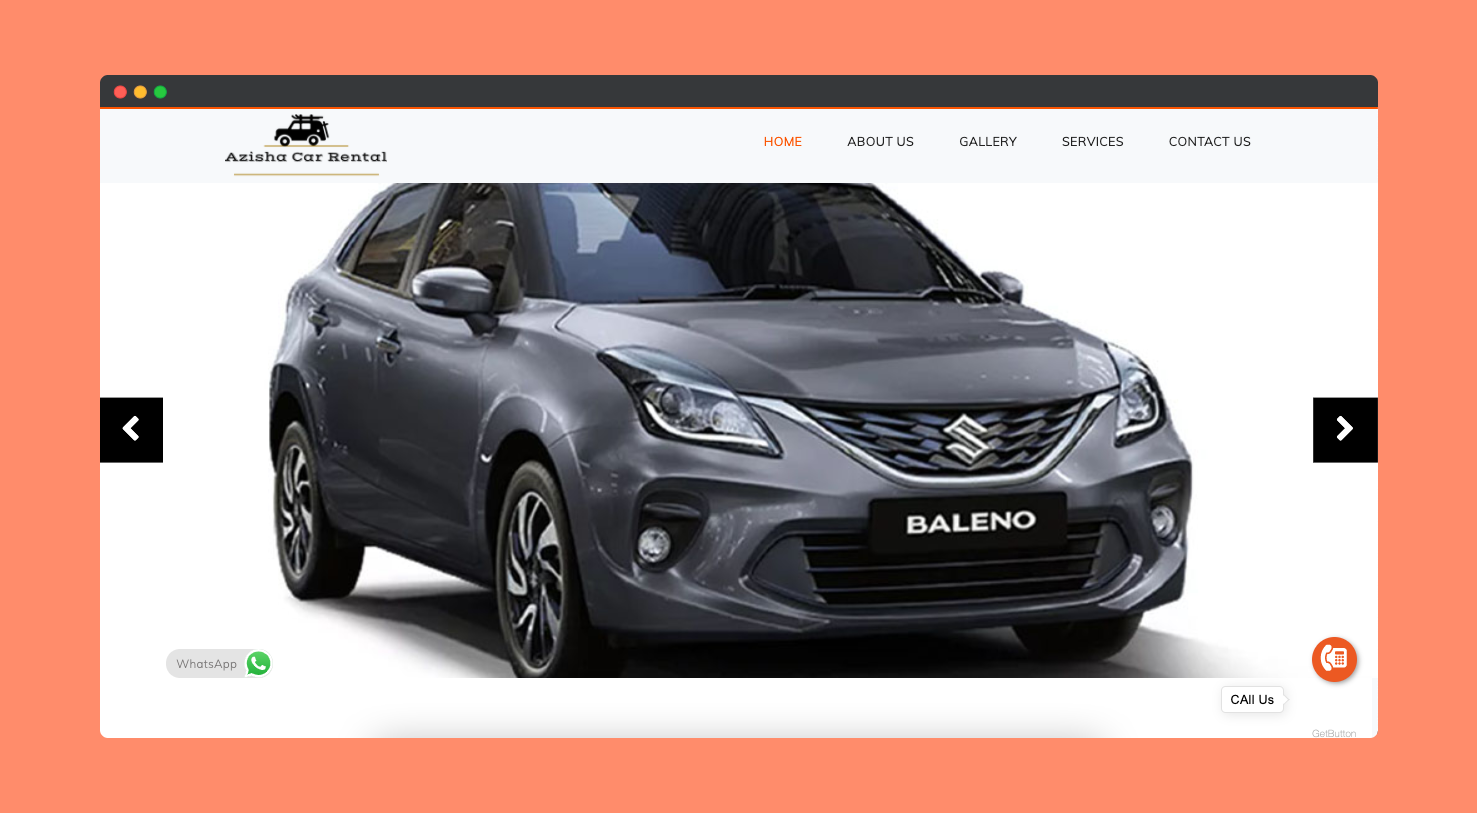 Azisha Car Rental
HOME ABOUT US GALLERY SERVICES CONTACT US
BALENO
WhatsApp
CAll Us
GetButton